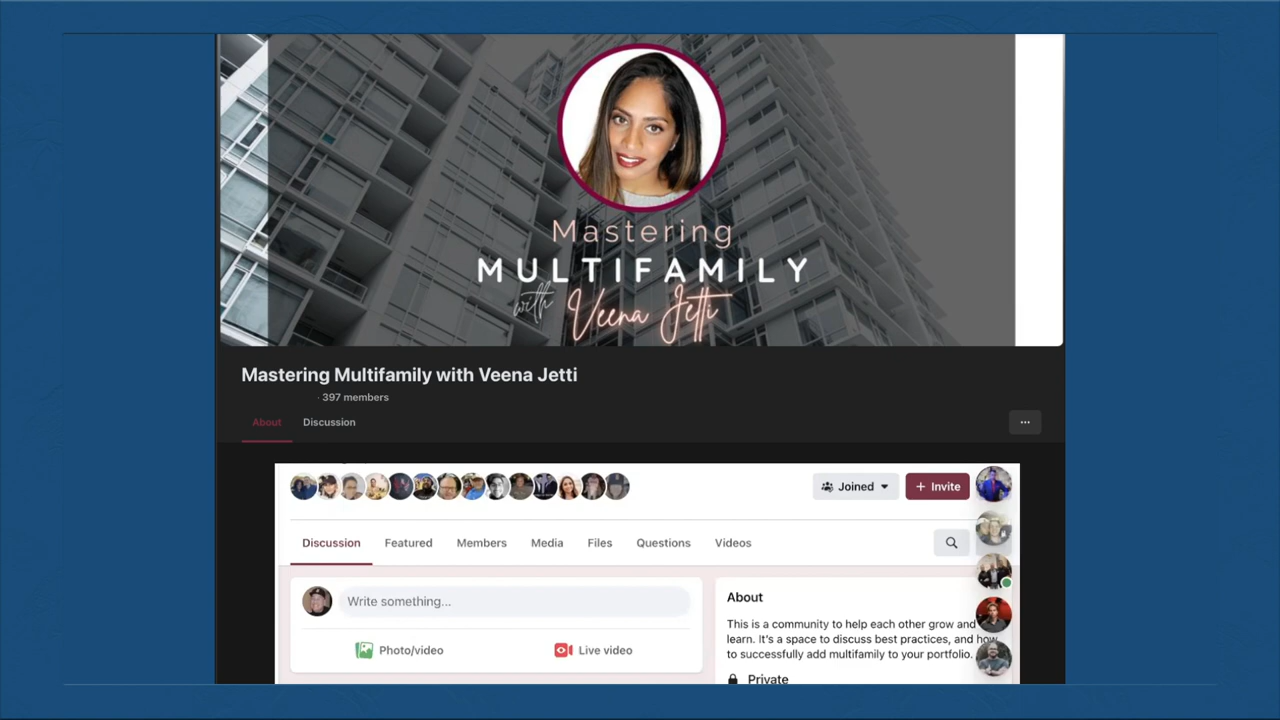 Mastering
MULTIFAMILY
with Veena Jetti
Mastering Multifamily with Veena Jetti
· 397 members
About Discussion
...
Joined + Invite
Discussion Featured Members Media Files Questions Videos
Write something...
Photo/video Live video
About
This is a community to help each other grow and
learn. It's a space to discuss best practices, and how
to successfully add multifamily to your portfolio.
Private